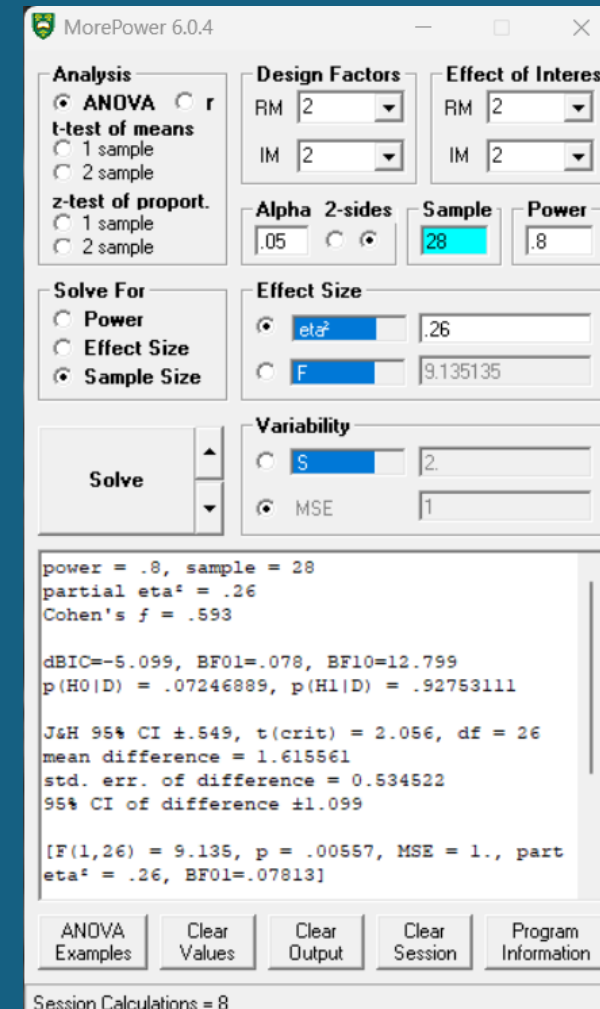 MorePower 6.0.4
Analysis
ANOVA r
t-test of means
1 sample
2 sample
z-test of proport.
1 sample
2 sample
Design Factors
RM 2
IM 2
Effect of Interes
RM 2
IM 2
Alpha 2-sides
.05
Sample
28
Power
.8
Solve For
Power
Effect Size
Sample Size
Effect Size
eta² .26
F 9.135135
Solve
Variability
S 2.
MSE 1
power = .8, sample = 28
partial eta² = .26
Cohen's f = .593
dBIC=-5.099, BF01=.078, BF10=12.799
p(H0|D) = .07246889, p(H1|D) = .92753111
J&H 95% CI ±.549, t(crit) = 2.056, df = 26
mean difference = 1.615561
std. err. of difference = 0.534522
95% CI of difference ±1.099
[F(1,26) = 9.135, p = .00557, MSE = 1., part
eta² = .26, BF01=.07813]
ANOVA
Examples
Clear
Values
Clear
Output
Clear
Session
Program
Information
Session Calculations = 8